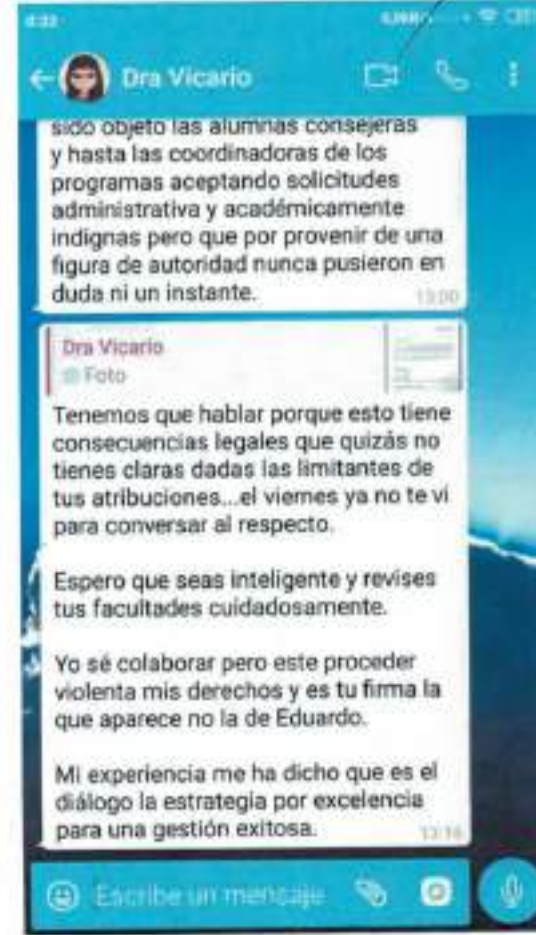 4:33
Dra Vicario
sido objeto las alumnas consejeras
y hasta las coordinadoras de los
programas aceptando solicitudes
administrativa y académicamente
indignas pero que por provenir de una
figura de autoridad nunca pusieron en
duda ni un instante.
13:00
Dra Vicario
Foto
Tenemos que hablar porque esto tiene
consecuencias legales que quizás no
tienes claras dadas las limitantes de
tus atribuciones...el viernes ya no te vi
para conversar al respecto.
Espero que seas inteligente y revises
tus facultades cuidadosamente.
Yo sé colaborar pero este proceder
violenta mis derechos y es tu firma la
que aparece no la de Eduardo.
Mi experiencia me ha dicho que es el
diálogo la estrategia por excelencia
para una gestión exitosa.
Escribe un mensaje